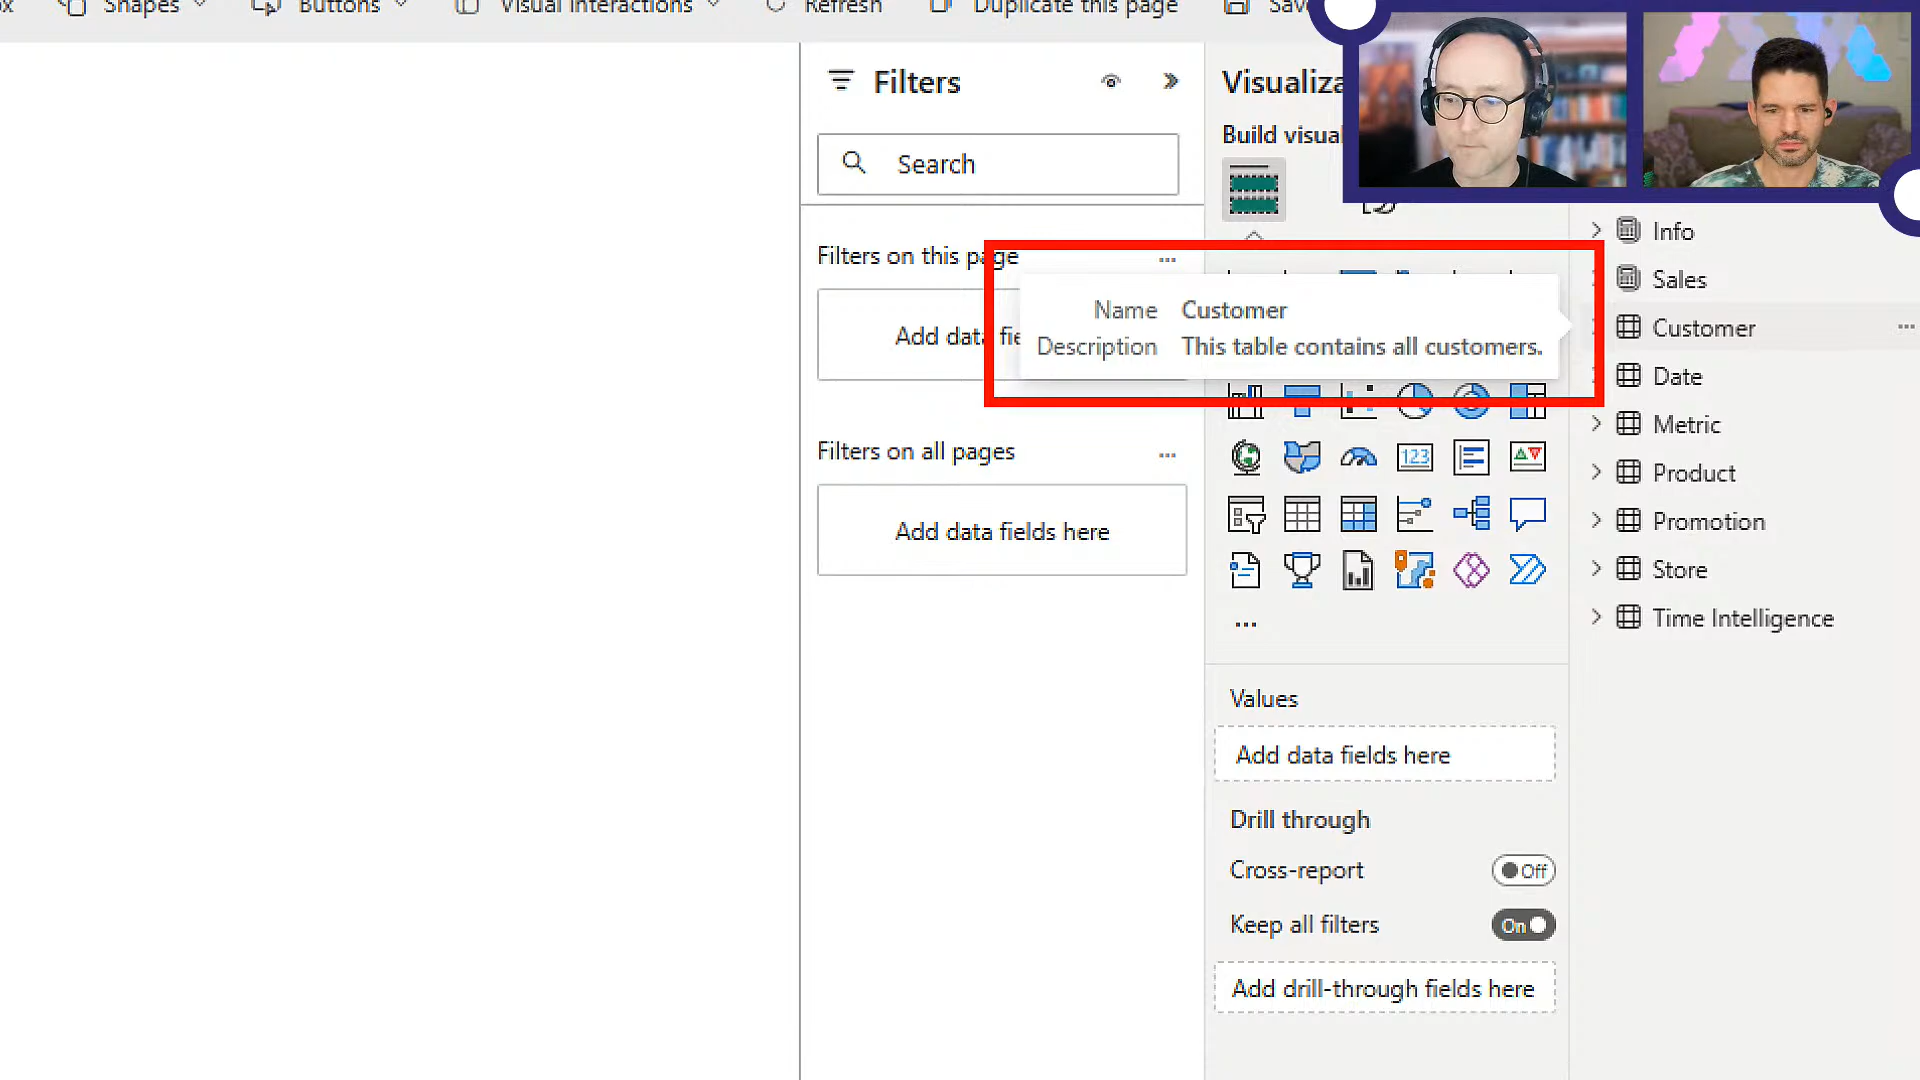 Shapes
Buttons
Visual interactions
Refresh
Duplicate this page
Filters
Search
Filters on this page
Add data fie
Filters on all pages
Add data fields here
Build visual
Name Customer
Description This table contains all customers.
123
Values
Add data fields here
Drill through
Cross-report
Off
Keep all filters
On
Add drill-through fields here
Info
Sales
Customer
Date
Metric
Product
Promotion
Store
Time Intelligence